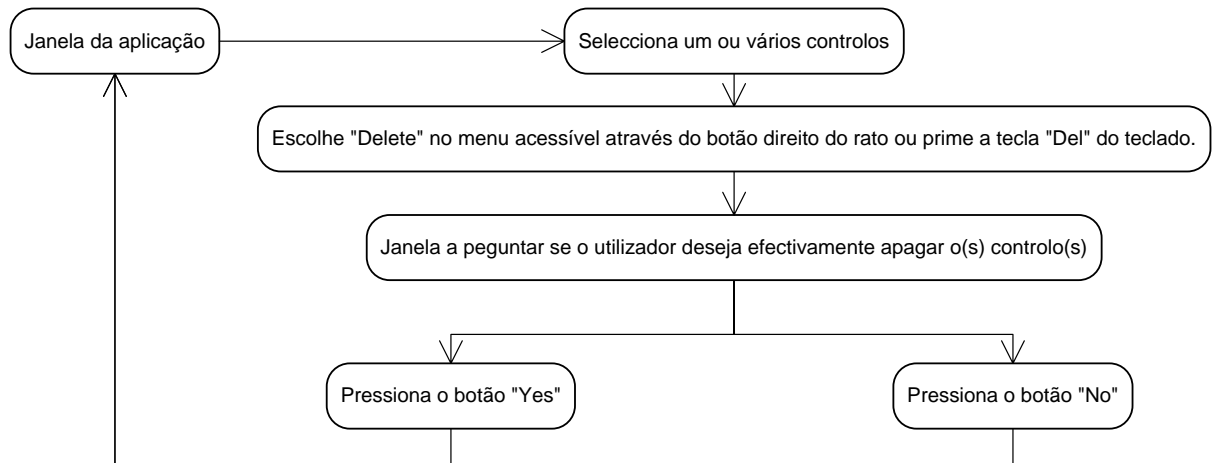 Janela da aplicação
Selecciona um ou vários controlos
Escolhe "Delete" no menu acessível através do botão direito do rato ou prime a tecla "Del" do teclado.
Janela a peguntar se o utilizador deseja efectivamente apagar o(s) controlo(s)
Pressiona o botão "Yes"
Pressiona o botão "No"